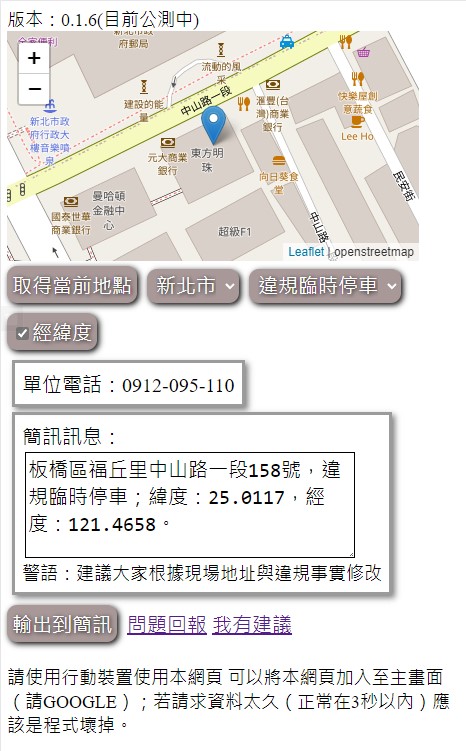 版本：0.1.6(目前公測中)
金家便利
府郵局
流動的風
采
+
−
建設的能
量
中山路一段
匯豐(台
灣)商業
銀行
快樂屋創
意蔬食
Lee Ho
新北市政
府行政大
樓音樂噴
泉
元大商業
銀行
東方明
珠
向日葵食
堂
民安街
曼哈頓
金融中
心
國泰世華
商業銀行
超級F1
中山路
Leaflet | openstreetmap
取得當前地點
新北市
違規臨時停車
經緯度
單位電話：0912-095-110
簡訊訊息：
板橋區福丘里中山路一段158號，違
規臨時停車；緯度：25.0117，經
度：121.4658。
警語：建議大家根據現場地址與違規事實修改
輸出到簡訊 問題回報 我有建議
請使用行動裝置使用本網頁 可以將本網頁加入至主畫面
（請GOOGLE）；若請求資料太久（正常在3秒以內）應
該是程式壞掉。